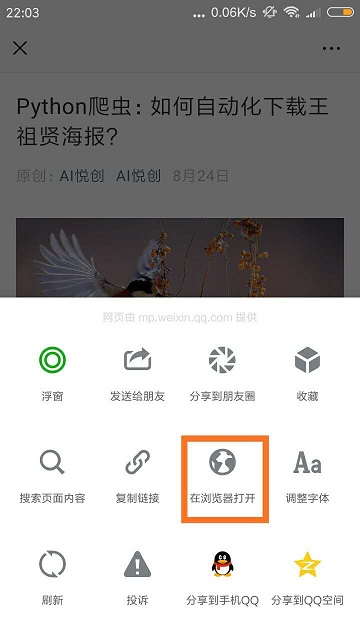 22:03 ... 0.06K/s
Python爬虫：如何自动化下载王
祖贤海报？
原创：AI悦创 AI悦创 8月24日
网页由 mp.weixin.qq.com 提供
浮窗 发送给朋友 分享到朋友圈 收藏
Aa
搜索页面内容 复制链接 在浏览器打开 调整字体
刷新 投诉 分享到手机QQ 分享到QQ空间